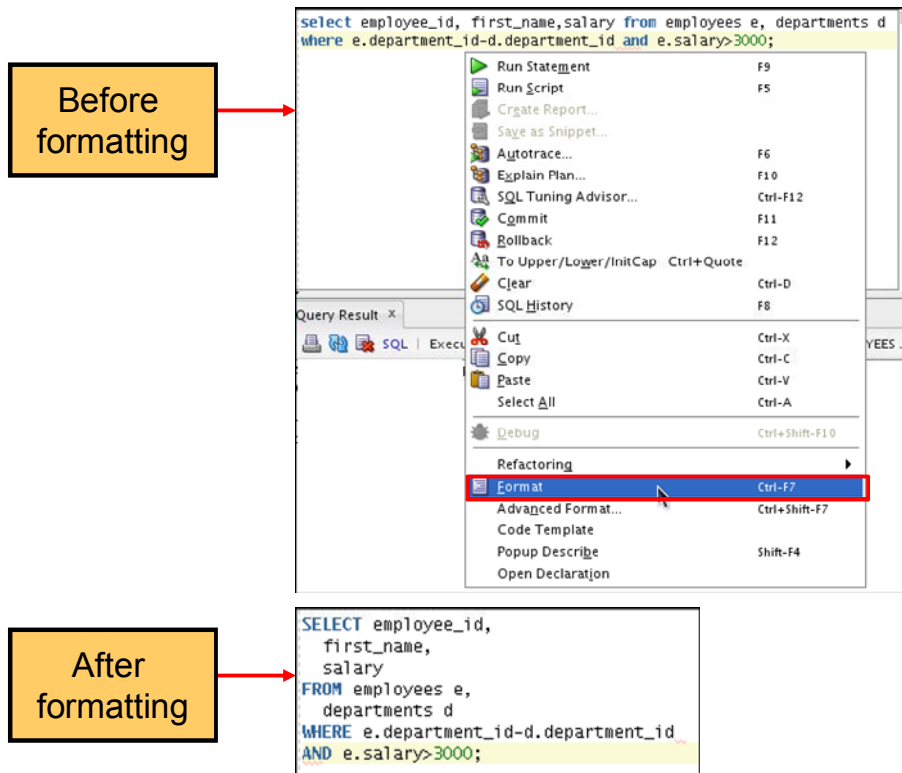 select employee_id, first_name,salary from employees e, departments d
where e.department_id-d.department_id and e.salary>3000;
Before
formatting
Run Statement F9
Run Script F5
Create Report...
Save as Snippet...
Autotrace... F6
Explain Plan... F10
SQL Tuning Advisor... Ctrl-F12
Commit F11
Rollback F12
To Upper/Lower/InitCap Ctrl+Quote
Clear Ctrl-D
SQL History F8
Query Result ×
SQL | Execu
YEES
Cut Ctrl-X
Copy Ctrl-C
Paste Ctrl-V
Select All Ctrl-A
Debug Ctrl+Shift-F10
Refactoring
Format Ctrl-F7
Advanced Format... Ctrl+Shift-F7
Code Template
Popup Describe Shift-F4
Open Declaration
After
formatting
SELECT employee_id,
first_name,
salary
FROM employees e,
departments d
WHERE e.department_id-d.department_id
AND e.salary>3000;